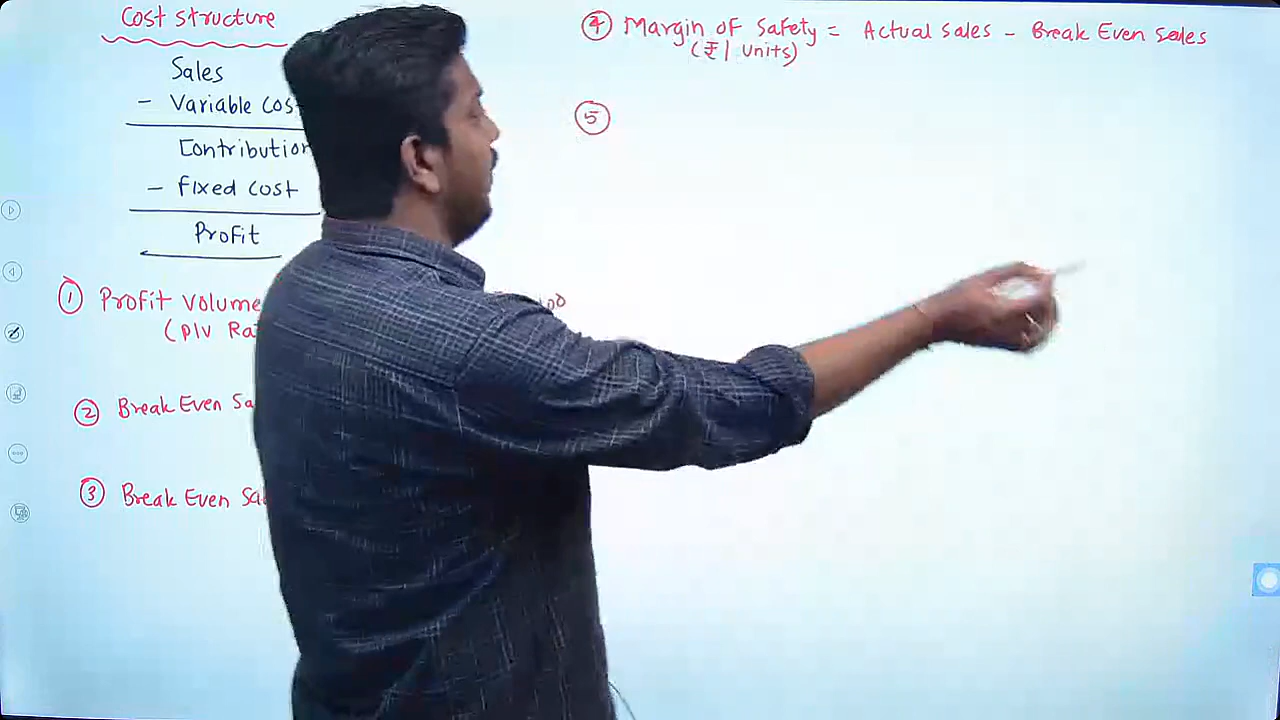 Cost structure
Sales
- Variable Cos
Contribution
- Fixed cost
Profit
① Profit Volume
(P/V Ra
② Break Even Sa
③ Break Even Sa
④ Margin of Safety = Actual sales - Break Even Sales
(₹/ Units)
⑤